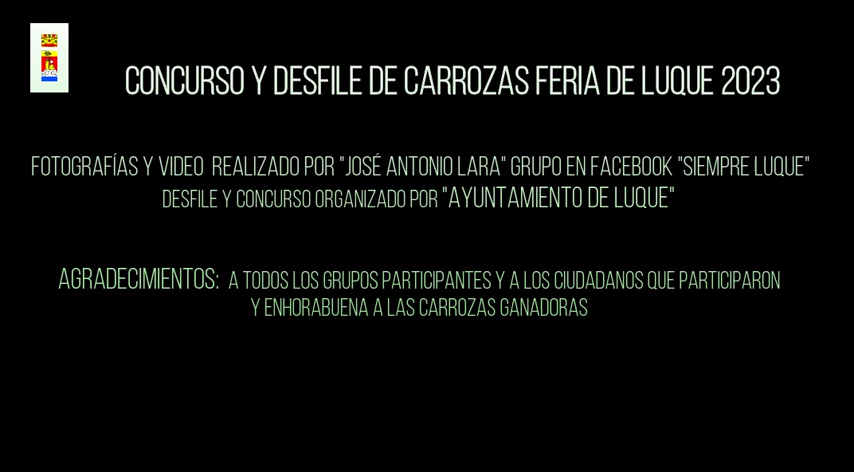 CONCURSO Y DESFILE DE CARROZAS FERIA DE LUQUE 2023
FOTOGRAFÍAS Y VIDEO REALIZADO POR "JOSÉ ANTONIO LARA" GRUPO EN FACEBOOK "SIEMPRE LUQUE"
DESFILE Y CONCURSO ORGANIZADO POR "AYUNTAMIENTO DE LUQUE"
AGRADECIMIENTOS: A TODOS LOS GRUPOS PARTICIPANTES Y A LOS CIUDADANOS QUE PARTICIPARON
Y ENHORABUENA A LAS CARROZAS GANADORAS